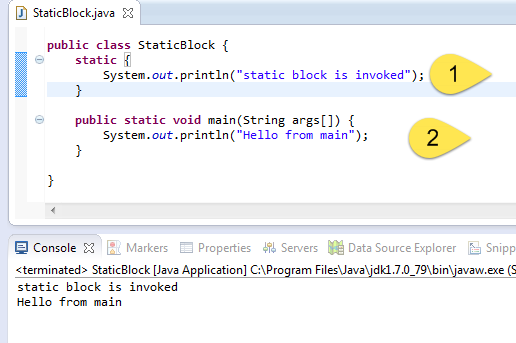 StaticBlock.java
public class StaticBlock {
static {
System.out.println("static block is invoked");
}
1
public static void main(String args[]) {
System.out.println("Hello from main");
}
2
}
Console Markers Properties Servers Data Source Explorer Snipp
<terminated> StaticBlock [Java Application] C:\Program Files\Java\jdk1.7.0_79\bin\javaw.exe (S
static block is invoked
Hello from main